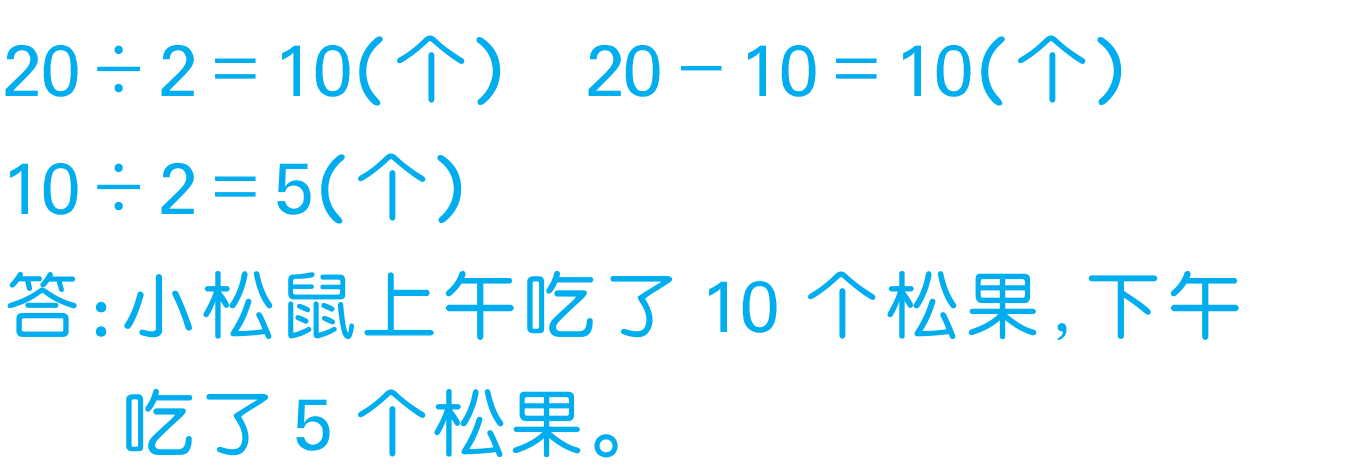 20÷2=10(个)　20-10=10(个)
10÷2=5(个)
答:小松鼠上午吃了 10 个松果,下午
吃了 5 个松果。